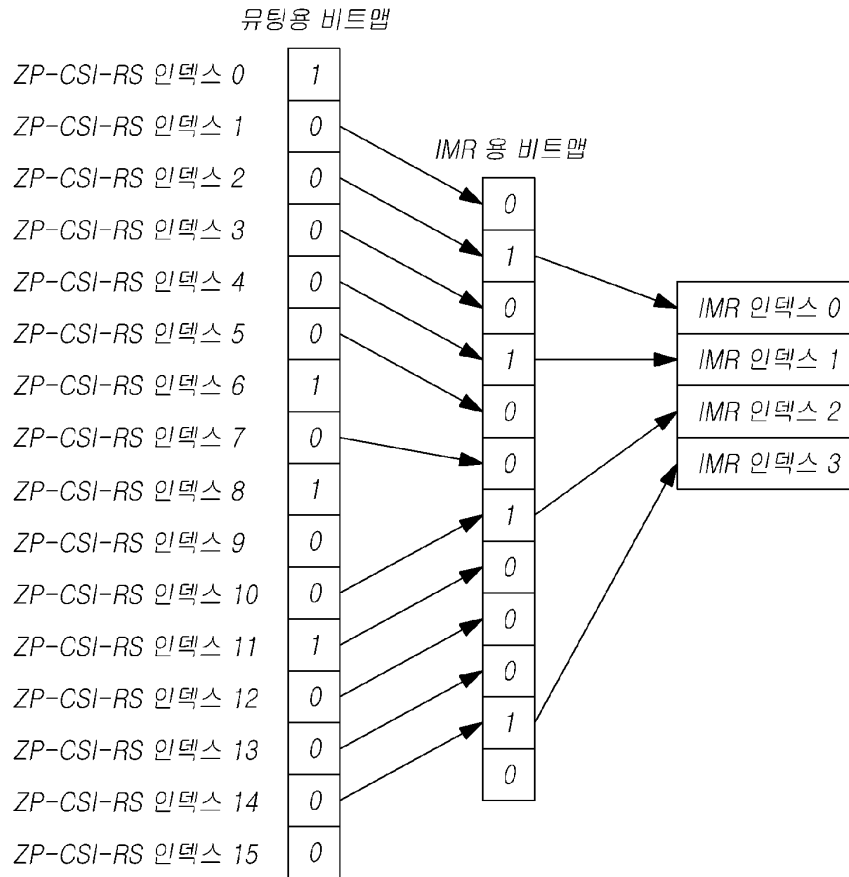 뮤팅용 비트맵
ZP-CSI-RS 인덱스 0 1
ZP-CSI-RS 인덱스 1 0
ZP-CSI-RS 인덱스 2 0
ZP-CSI-RS 인덱스 3 0
ZP-CSI-RS 인덱스 4 0
ZP-CSI-RS 인덱스 5 0
ZP-CSI-RS 인덱스 6 1
ZP-CSI-RS 인덱스 7 0
ZP-CSI-RS 인덱스 8 1
ZP-CSI-RS 인덱스 9 0
ZP-CSI-RS 인덱스 10 0
ZP-CSI-RS 인덱스 11 1
ZP-CSI-RS 인덱스 12 0
ZP-CSI-RS 인덱스 13 0
ZP-CSI-RS 인덱스 14 0
ZP-CSI-RS 인덱스 15 0
IMR 용 비트맵
0
1
0
1
0
0
1
0
0
0
1
0
IMR 인덱스 0
IMR 인덱스 1
IMR 인덱스 2
IMR 인덱스 3